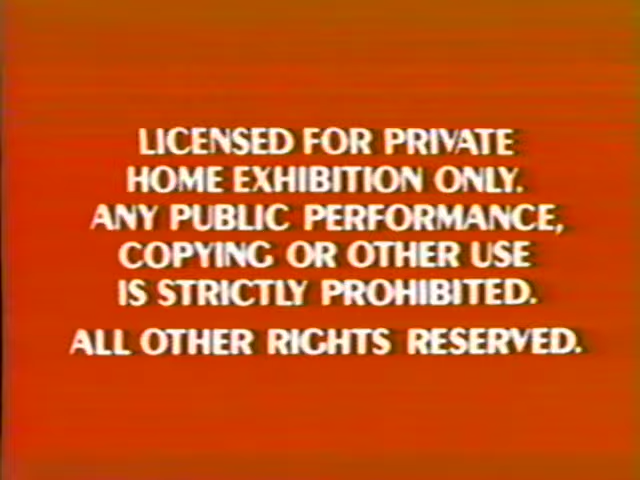 LICENSED FOR PRIVATE
HOME EXHIBITION ONLY.
ANY PUBLIC PERFORMANCE,
COPYING OR OTHER USE
IS STRICTLY PROHIBITED.
ALL OTHER RIGHTS RESERVED.